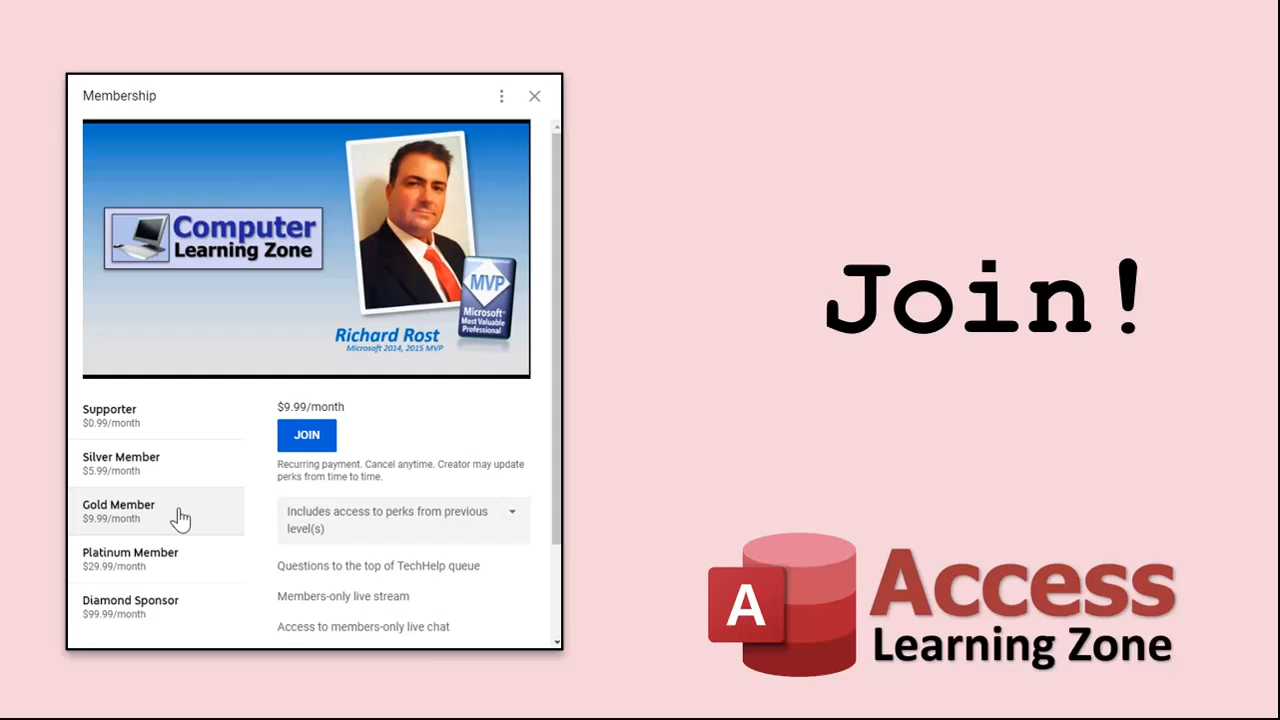 Membership
Computer
Learning Zone
MVP
Microsoft®
Most Valuable
Professional
Richard Rost
Microsoft 2014, 2015 MVP
Supporter
$0.99/month
Silver Member
$5.99/month
Gold Member
$9.99/month
Platinum Member
$29.99/month
Diamond Sponsor
$99.99/month
$9.99/month
JOIN
Recurring payment. Cancel anytime. Creator may update
perks from time to time.
Includes access to perks from previous
level(s)
Questions to the top of TechHelp queue
Members-only live stream
Access to members-only live chat
Join!
A
Access
Learning Zone